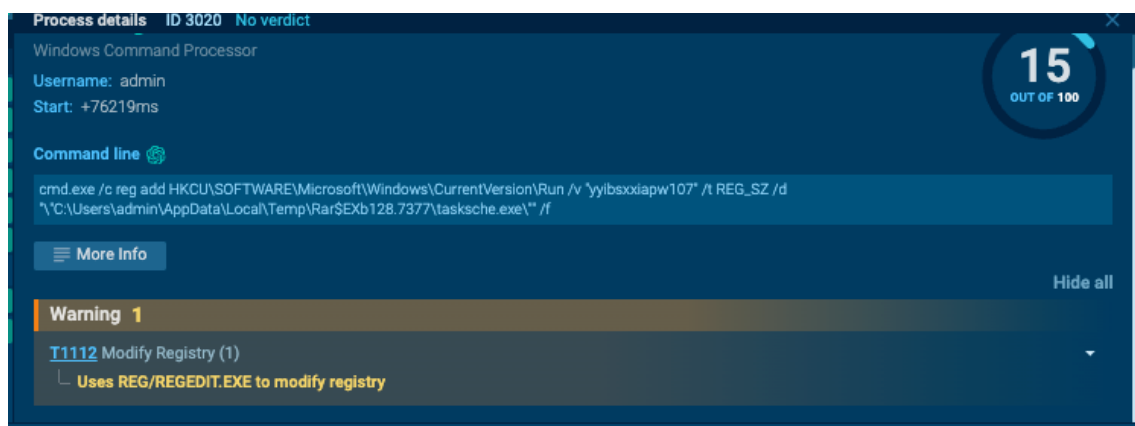 Process details ID 3020 No verdict
Windows Command Processor
Username: admin
Start: +76219ms
15
OUT OF 100
Command line
cmd.exe /c reg add HKCU\SOFTWARE\Microsoft\Windows\CurrentVersion\Run /v "yyibsxxiapw107" /t REG_SZ /d
"\"C:\Users\admin\AppData\Local\Temp\Rar$EXb128.7377\tasksche.exe\"" /f
More Info
Hide all
Warning 1
T1112 Modify Registry (1)
Uses REG/REGEDIT.EXE to modify registry